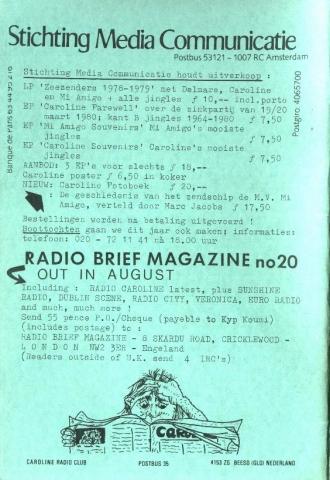 Stichting Media Communicatie
Postbus 53121 – 1007 RC Amsterdam
Stichting Media Communicatie houdt uitverkoop :
LP 'Zeezenders 1978-1979' met Delmare, Caroline
en Mi Amigo + alle jingles ƒ 10,-- incl.porto
EP 'Caroline Farewell' over de zinkpartij van 19/20
maart 1980; kant B jingles 1964-1980 ƒ 7,50
EP 'Mi Amigo Souvenirs' Mi Amigo's mooiste
jingles ƒ 7,50
EP 'Caroline Souvenirs' Caroline's mooiste
jingles ƒ 7,50
AANBOD: 3 EP's voor slechts ƒ 18,--
Caroline poster ƒ 6,50 in koker
NIEUW: Caroline Fotoboek ƒ 20,--
: De geschiedenis van het zendschip de M.V. Mi
Amigo, verteld door Marc Jacobs ƒ 17,50
Bestellingen worden na betaling uitgevoerd !
Boottochten gaan we dit jaar ook maken; informaties:
telefoon: 020 - 72 11 41 na 18.00 uur
Banque de Paris
Postgiro: 4065700
RADIO BRIEF MAGAZINE no20
OUT IN AUGUST
including : RADIO CAROLINE latest, plus SUNSHINE
RADIO, DUBLIN SCENE, RADIO CITY, VERONICA, EURO RADIO
and much, much more !
Send 55 pence P.O./Cheque (payeble to Kyp Koumi)
(includes postage) to :
RADIO BRIEF MAGAZINE - 8 SKARDU ROAD, CRICKLEWOOD -
L O N D O N NW2 3ER - Engeland
(Readers outside of U.K. send 4 IRC's)
CAROLINE RADIO CLUB POSTBUS 35 4153 ZG BEESD (GLD) NEDERLAND